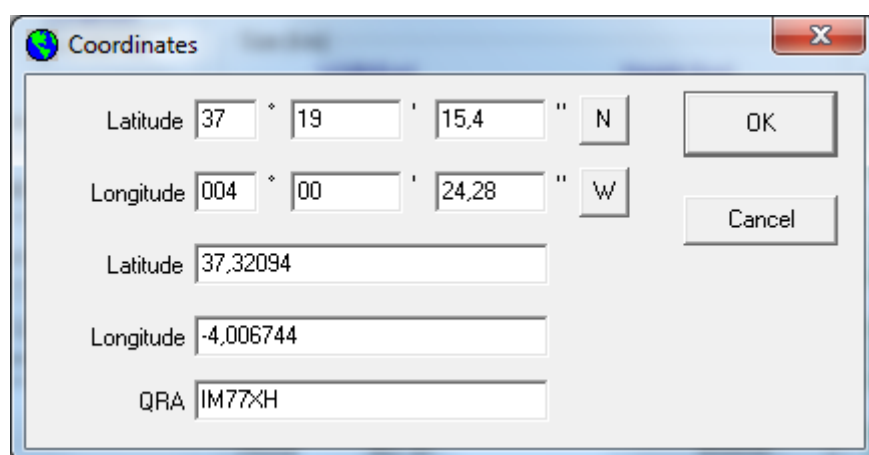 Coordinates
Latitude 37 ° 19 ' 15,4 " N OK
Longitude 004 ° 00 ' 24,28 " W
Cancel
Latitude 37,32094
Longitude -4,006744
QRA IM77XH